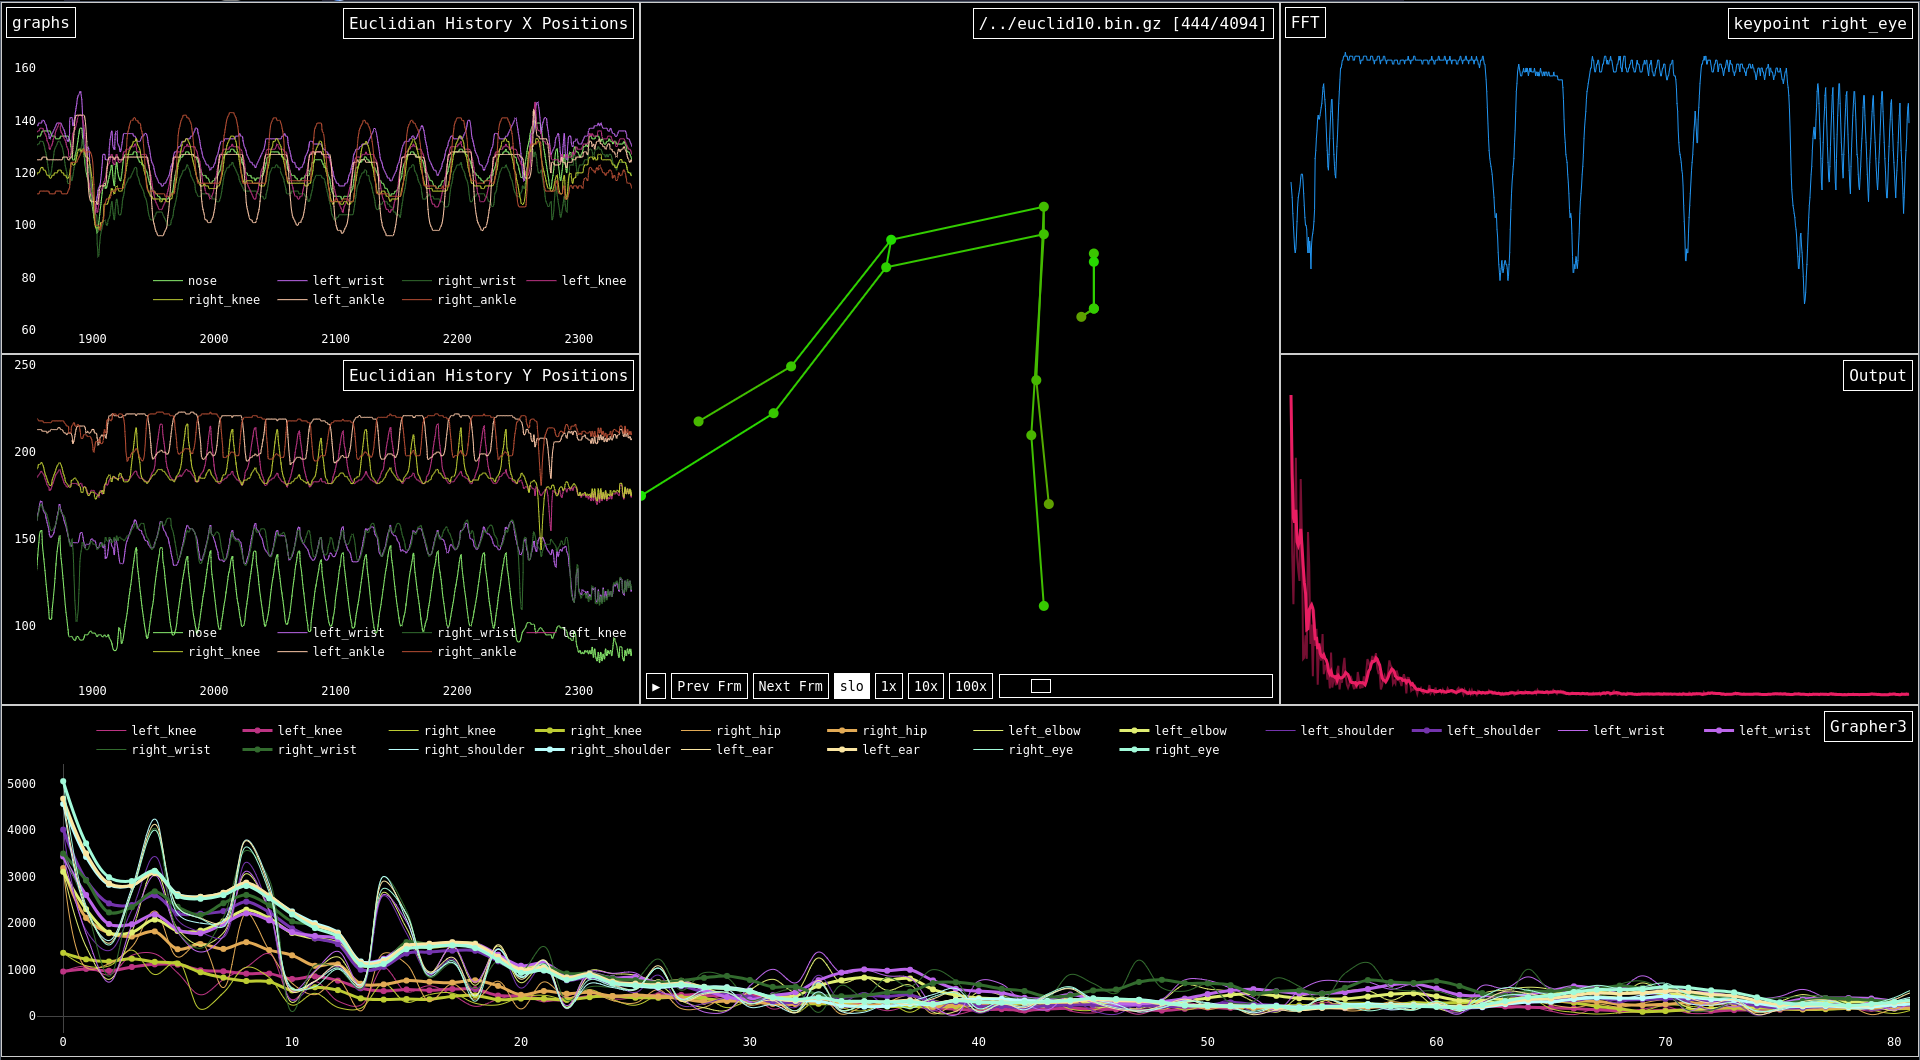 graphs
Euclidian History X Positions
160
140
120
100
80
60
nose left_wrist right_wrist left_knee
right_knee left_ankle right_ankle
1900 2000 2100 2200 2300
Euclidian History Y Positions
250
200
150
100
nose left_wrist right_wrist left_knee
right_knee left_ankle right_ankle
1900 2000 2100 2200 2300
/../euclid10.bin.gz [444/4094]
▶ Prev Frm Next Frm slo 1x 10x 100x
FFT
keypoint right_eye
Output
Grapher3
left_knee left_knee right_knee right_knee right_hip right_hip left_elbow left_elbow left_shoulder left_shoulder left_wrist left_wrist
right_wrist right_wrist right_shoulder right_shoulder left_ear left_ear right_eye right_eye
5000
4000
3000
2000
1000
0
0 10 20 30 40 50 60 70 80